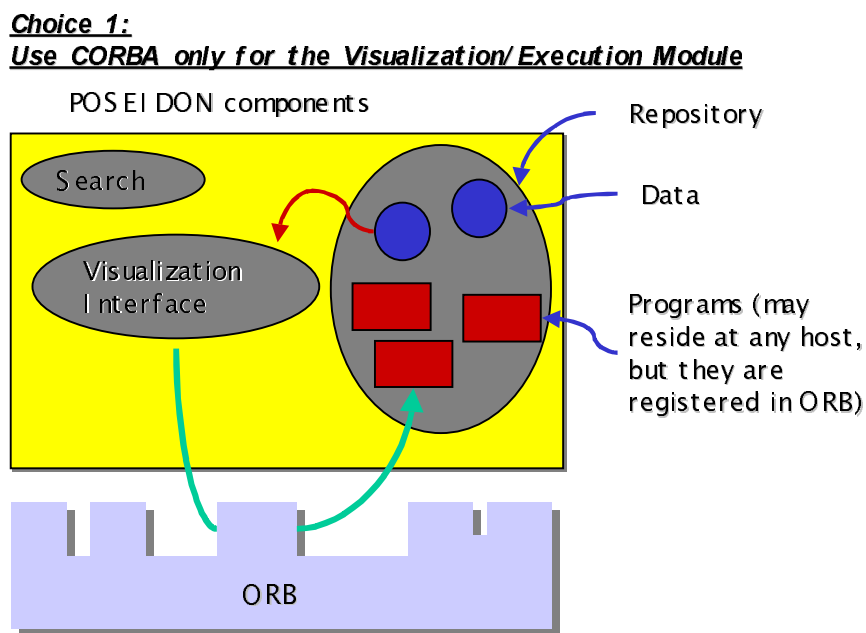 Choice 1:
Use CORBA only for the Visualization/Execution Module
POSEIDON components
Repository
Search
Data
Visualization
Interface
Programs (may
reside at any host,
but they are
registered in ORB)
ORB